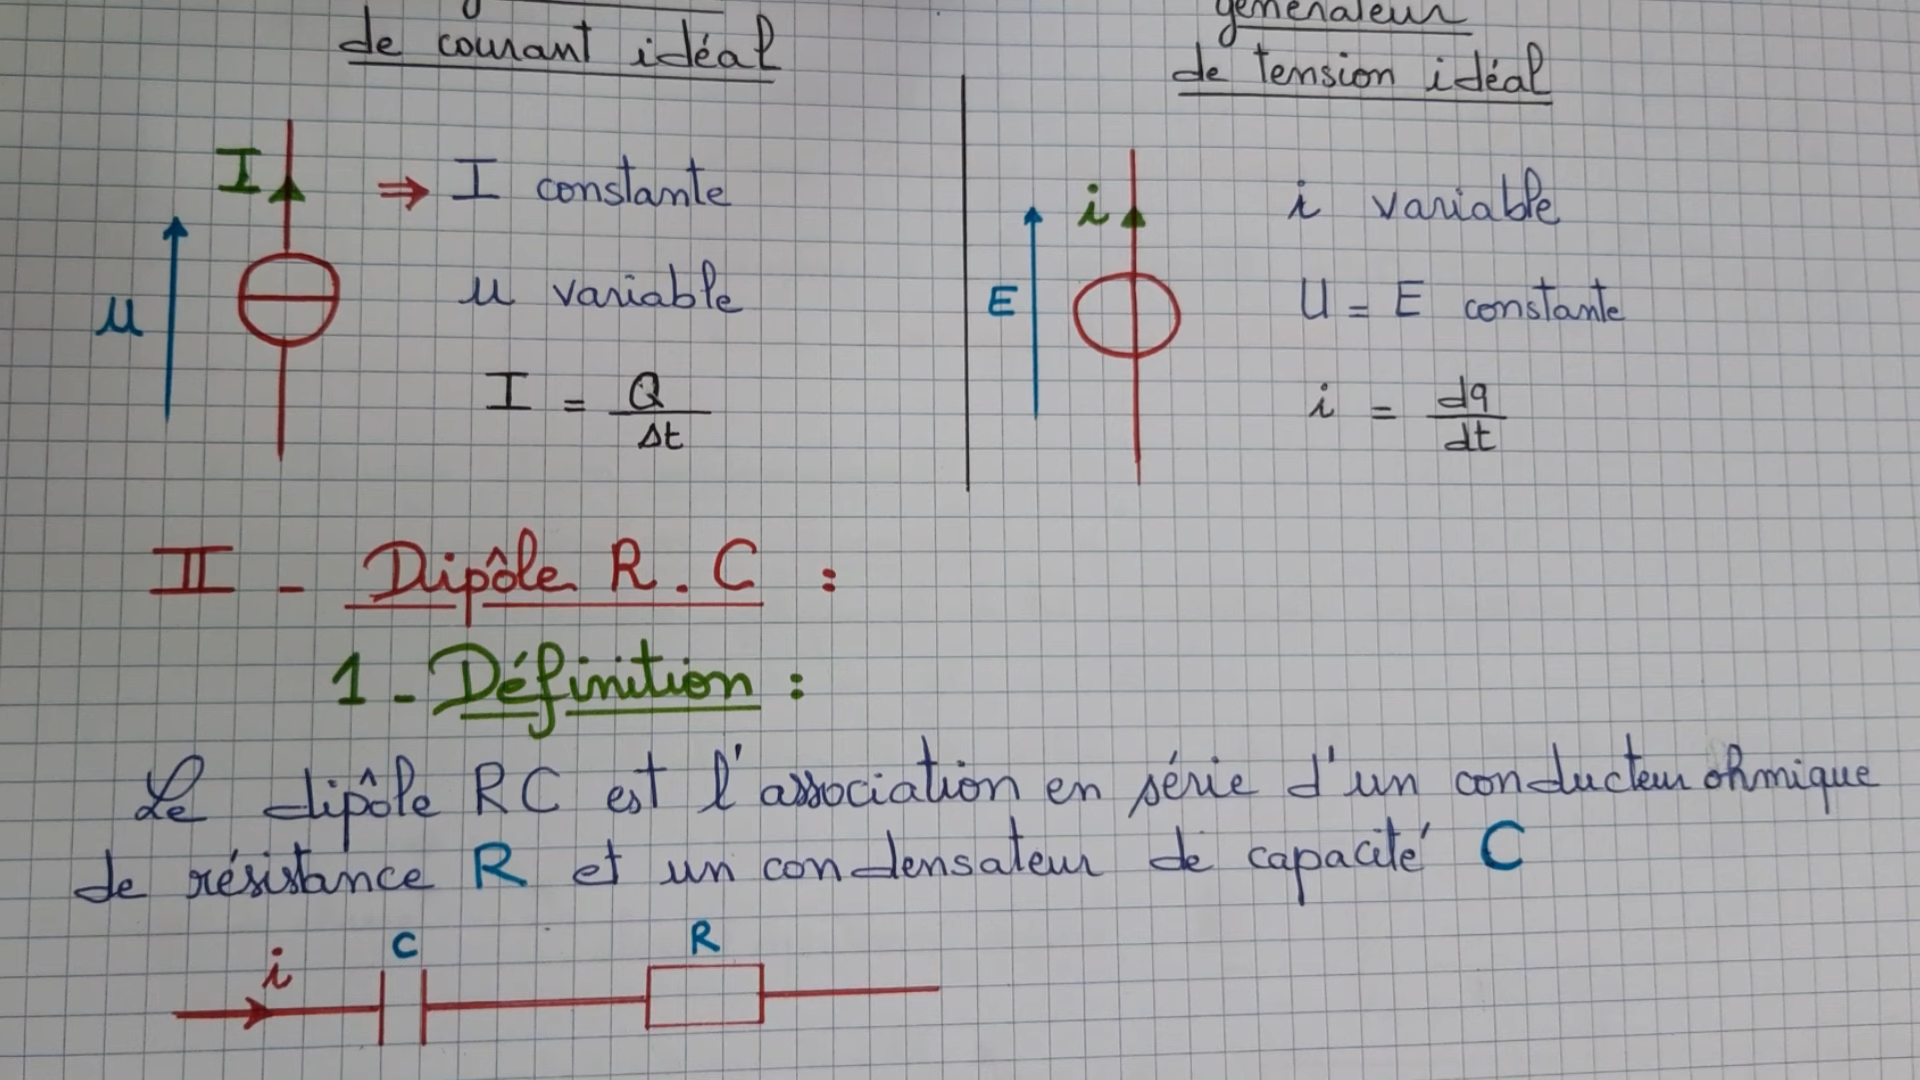 de courant idéal
I ⇒ I constante
u u variable
I = Q/Δt
générateur
de tension idéal
i i variable
E U = E constante
i = dq/dt
II - Dipôle R.C :
1 - Définition :
Le dipôle RC est l'association en série d'un conducteur ohmique
de résistance R et un condensateur de capacité C
i C R